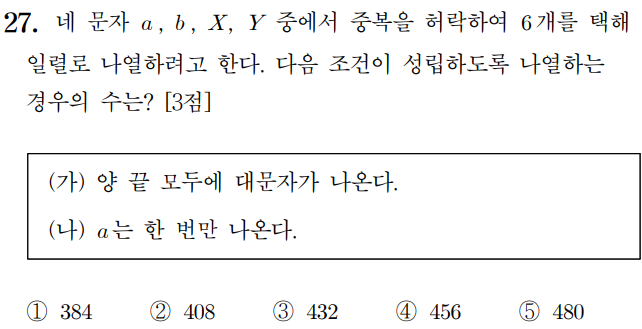 27. 네 문자 a, b, X, Y 중에서 중복을 허락하여 6개를 택해
일렬로 나열하려고 한다. 다음 조건이 성립하도록 나열하는
경우의 수는? [3점]
(가) 양 끝 모두에 대문자가 나온다.
(나) a는 한 번만 나온다.
① 384 ② 408 ③ 432 ④ 456 ⑤ 480